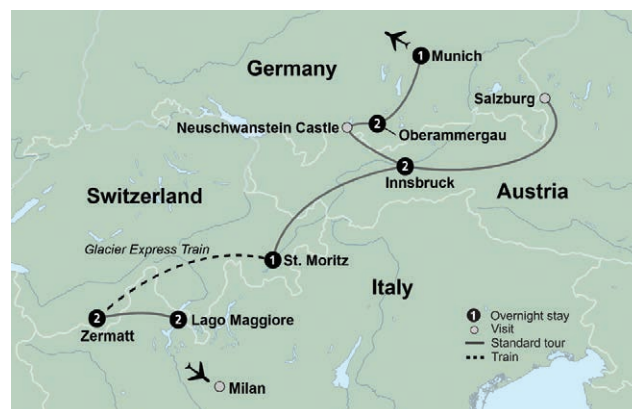 Germany
1
Munich
Salzburg
Neuschwanstein Castle
2
Oberammergau
2
Innsbruck
Switzerland
Austria
Glacier Express Train
1
St. Moritz
Italy
2
Zermatt
2
Lago Maggiore
Milan
1 Overnight stay
Visit
Standard tour
Train